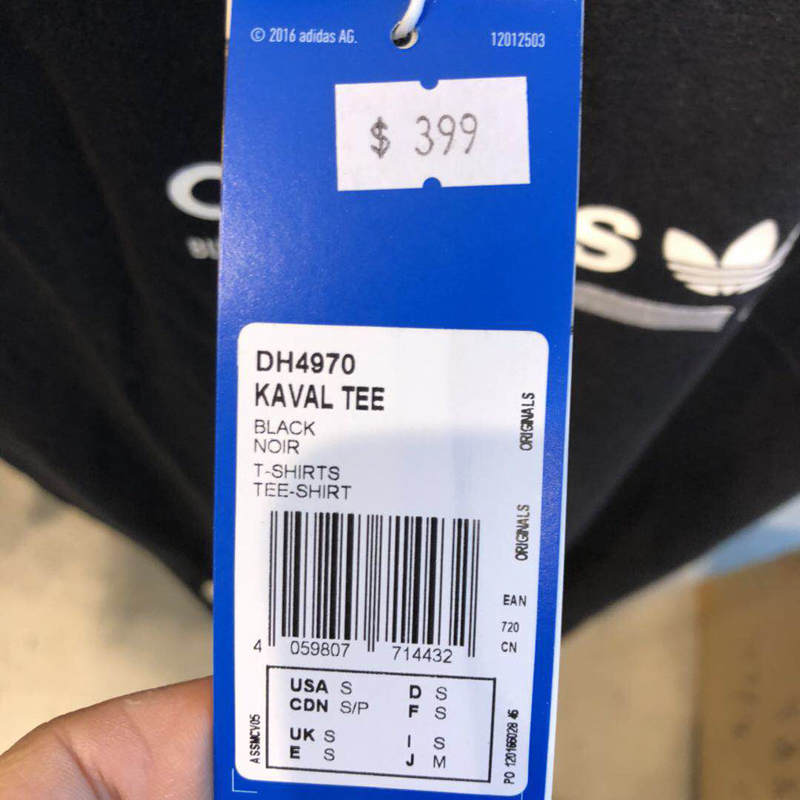 © 2016 adidas AG.
12012503
$ 399
DH4970
KAVAL TEE
BLACK
NOIR
T-SHIRTS
TEE-SHIRT
ORIGINALS
ORIGINALS
EAN
720
CN
4 059807 714432
USA S D S
CDN S/P F S
UK S I S
E S J M
ASSMCV05